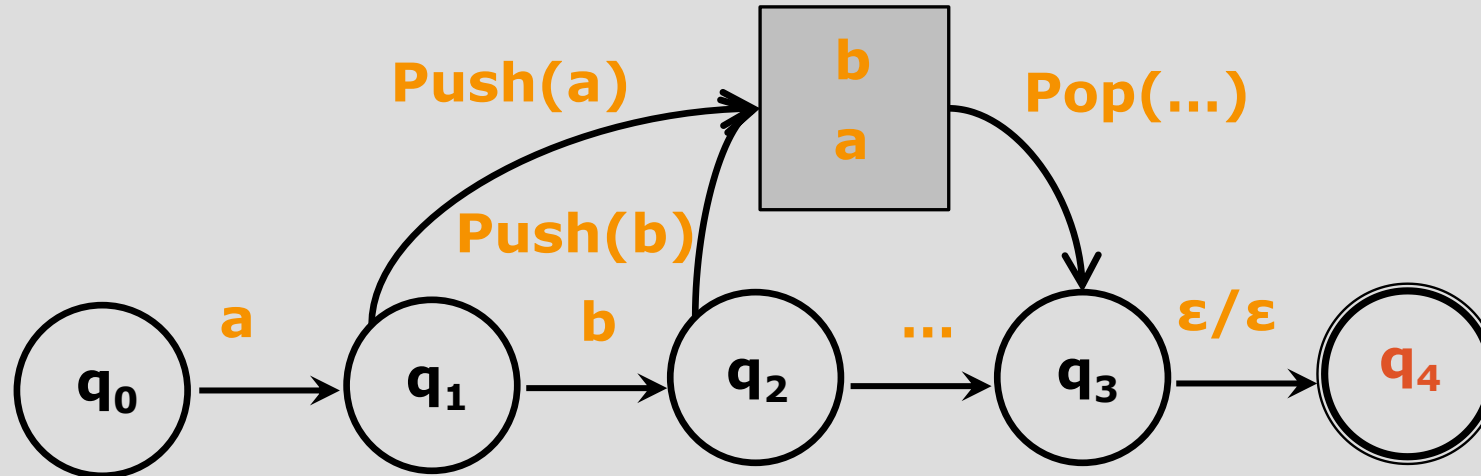 b
Push(a)
Pop(...)
a
Push(b)
a
b
...
ε/ε
q₀
q₁
q₂
q₃
q₄